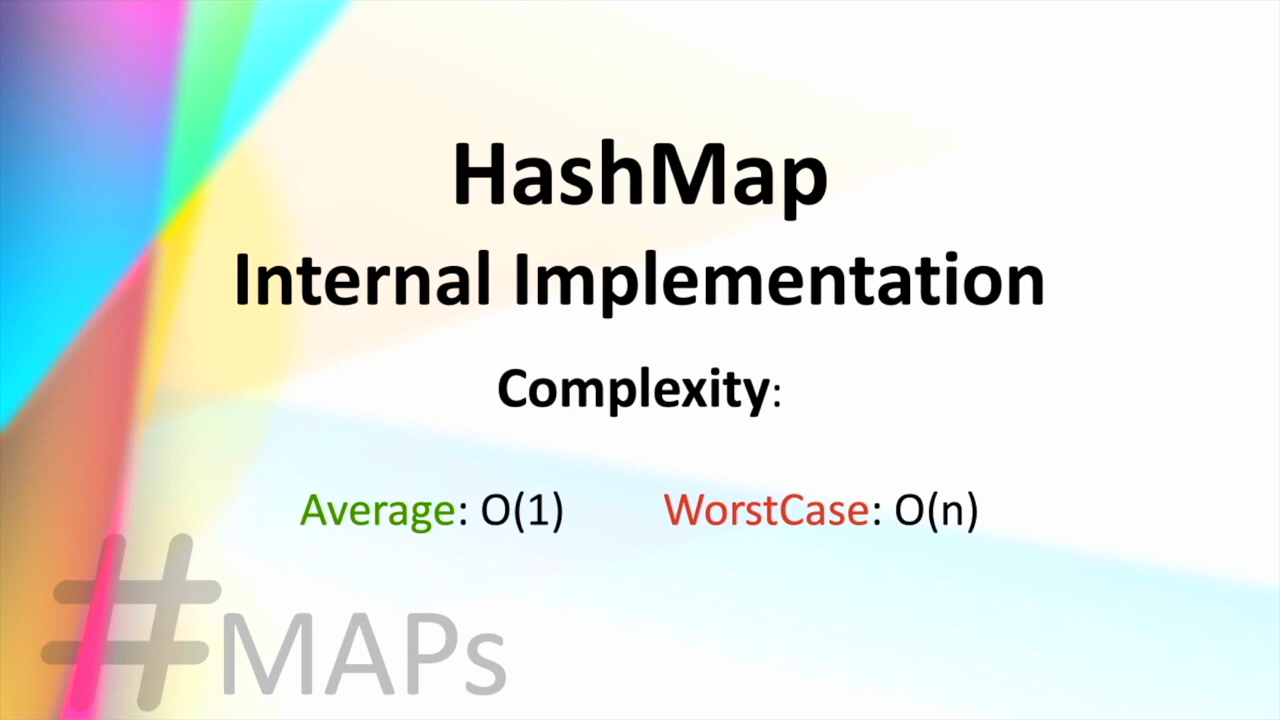 HashMap
Internal Implementation
Complexity:
Average: O(1) WorstCase: O(n)
#MAPs